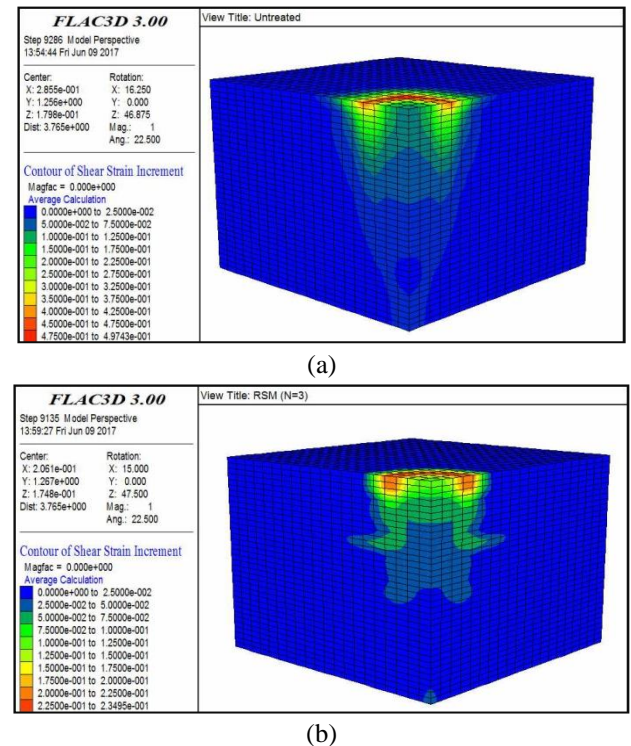 FLAC3D 3.00
Step 9286 Model Perspective
13:54:44 Fri Jun 09 2017
Center:
X: 2.855e-001
Y: 1.256e+000
Z: 1.798e-001
Dist: 3.765e+000
Rotation:
X: 16.250
Y: 0.000
Z: 46.875
Mag.: 1
Ang.: 22.500
Contour of Shear Strain Increment
Magfac = 0.000e+000
Average Calculation
0.0000e+000 to 2.5000e-002
5.0000e-002 to 7.5000e-002
1.0000e-001 to 1.2500e-001
1.5000e-001 to 1.7500e-001
2.0000e-001 to 2.2500e-001
2.5000e-001 to 2.7500e-001
3.0000e-001 to 3.2500e-001
3.5000e-001 to 3.7500e-001
4.0000e-001 to 4.2500e-001
4.5000e-001 to 4.7500e-001
4.7500e-001 to 4.9743e-001
View Title: Untreated
(a)
FLAC3D 3.00
Step 9135 Model Perspective
13:59:27 Fri Jun 09 2017
Center:
X: 2.061e-001
Y: 1.267e+000
Z: 1.748e-001
Dist: 3.765e+000
Rotation:
X: 15.000
Y: 0.000
Z: 47.500
Mag.: 1
Ang.: 22.500
Contour of Shear Strain Increment
Magfac = 0.000e+000
Average Calculation
0.0000e+000 to 2.5000e-002
2.5000e-002 to 5.0000e-002
5.0000e-002 to 7.5000e-002
7.5000e-002 to 1.0000e-001
1.0000e-001 to 1.2500e-001
1.2500e-001 to 1.5000e-001
1.5000e-001 to 1.7500e-001
1.7500e-001 to 2.0000e-001
2.0000e-001 to 2.2500e-001
2.2500e-001 to 2.3495e-001
View Title: RSM (N=3)
(b)